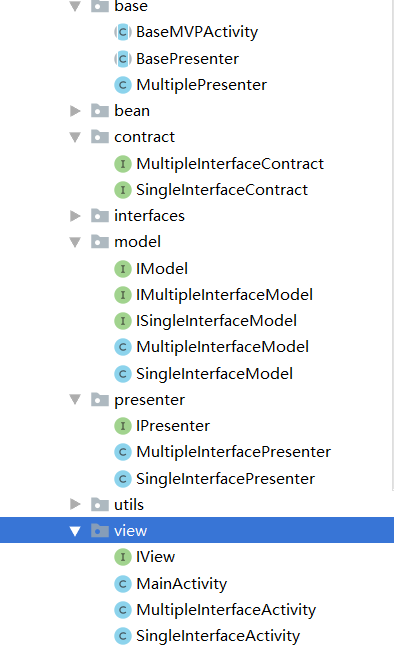 base
BaseMVPActivity
BasePresenter
MultiplePresenter
bean
contract
MultipleInterfaceContract
SingleInterfaceContract
interfaces
model
IModel
IMultipleInterfaceModel
ISingleInterfaceModel
MultipleInterfaceModel
SingleInterfaceModel
presenter
IPresenter
MultipleInterfacePresenter
SingleInterfacePresenter
utils
view
IView
MainActivity
MultipleInterfaceActivity
SingleInterfaceActivity